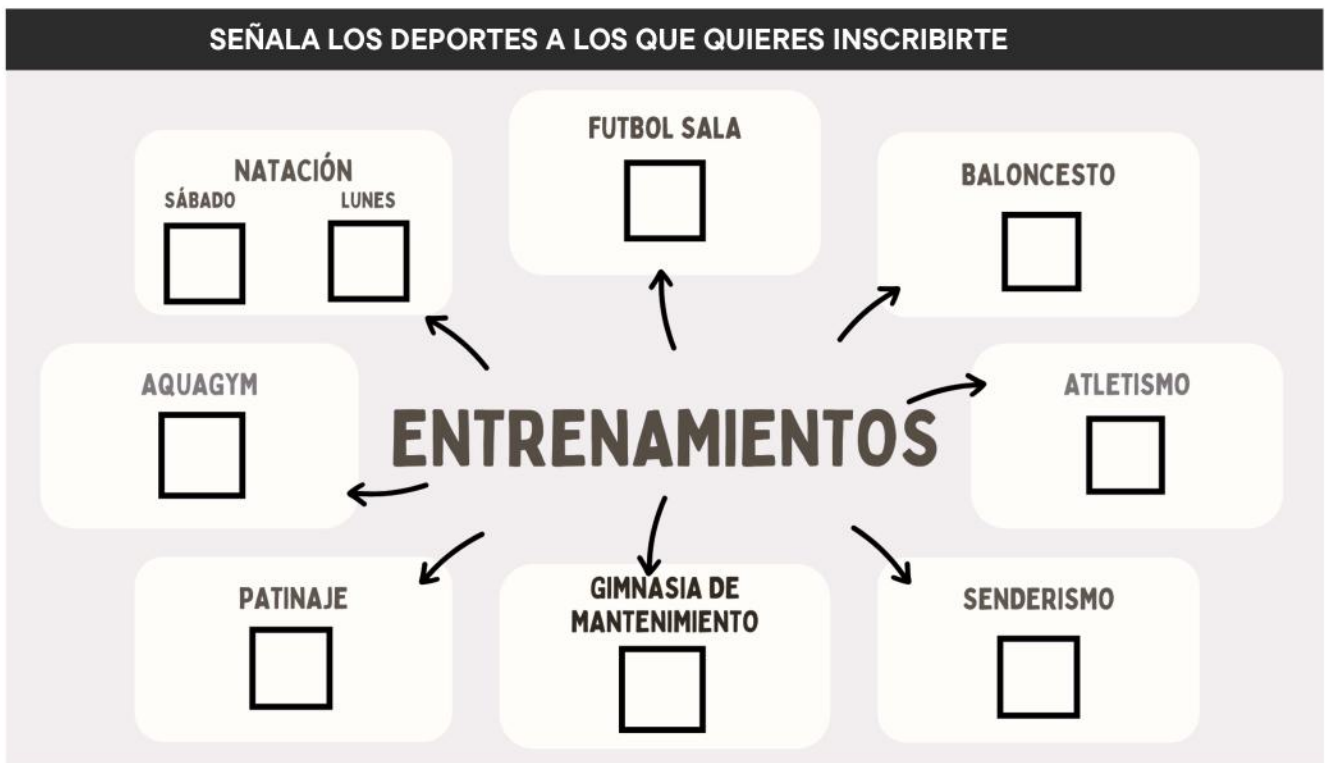 SEÑALA LOS DEPORTES A LOS QUE QUIERES INSCRIBIRTE
FUTBOL SALA
NATACIÓN
SÁBADO LUNES
BALONCESTO
AQUAGYM
ATLETISMO
ENTRENAMIENTOS
PATINAJE
GIMNASIA DE
MANTENIMIENTO
SENDERISMO